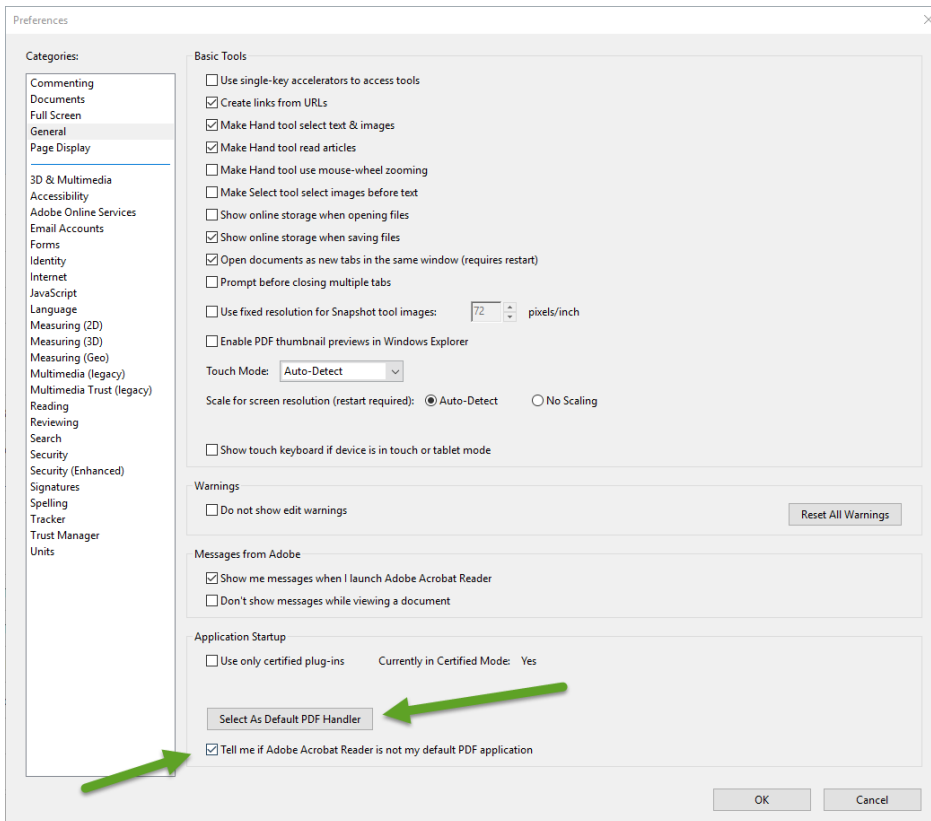 Preferences
Categories:
Commenting
Documents
Full Screen
General
Page Display
3D & Multimedia
Accessibility
Adobe Online Services
Email Accounts
Forms
Identity
Internet
JavaScript
Language
Measuring (2D)
Measuring (3D)
Measuring (Geo)
Multimedia (legacy)
Multimedia Trust (legacy)
Reading
Reviewing
Search
Security
Security (Enhanced)
Signatures
Spelling
Tracker
Trust Manager
Units
Basic Tools
Use single-key accelerators to access tools
Create links from URLs
Make Hand tool select text & images
Make Hand tool read articles
Make Hand tool use mouse-wheel zooming
Make Select tool select images before text
Show online storage when opening files
Show online storage when saving files
Open documents as new tabs in the same window (requires restart)
Prompt before closing multiple tabs
Use fixed resolution for Snapshot tool images: 72 pixels/inch
Enable PDF thumbnail previews in Windows Explorer
Touch Mode: Auto-Detect
Scale for screen resolution (restart required): Auto-Detect No Scaling
Show touch keyboard if device is in touch or tablet mode
Warnings
Do not show edit warnings
Reset All Warnings
Messages from Adobe
Show me messages when I launch Adobe Acrobat Reader
Don't show messages while viewing a document
Application Startup
Use only certified plug-ins Currently in Certified Mode: Yes
Select As Default PDF Handler
Tell me if Adobe Acrobat Reader is not my default PDF application
OK Cancel